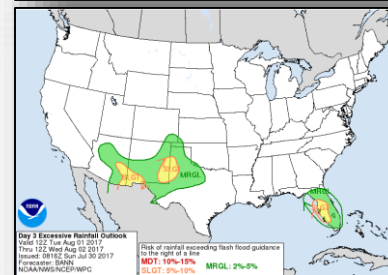 MRGL
SLGT
SLGT
MRGL
Day 3 Excessive Rainfall Outlook
Valid 12Z Tue Aug 01 2017
Thru 12Z Wed Aug 02 2017
Issued: 0816Z Sun Jul 30 2017
Forecaster: BANN
NOAA/NWS/NCEP/WPC
Risk of rainfall exceeding flash flood guidance
to the right of a line
MDT: 10%-15%
SLGT: 5%-10%
MRGL: 2%-5%